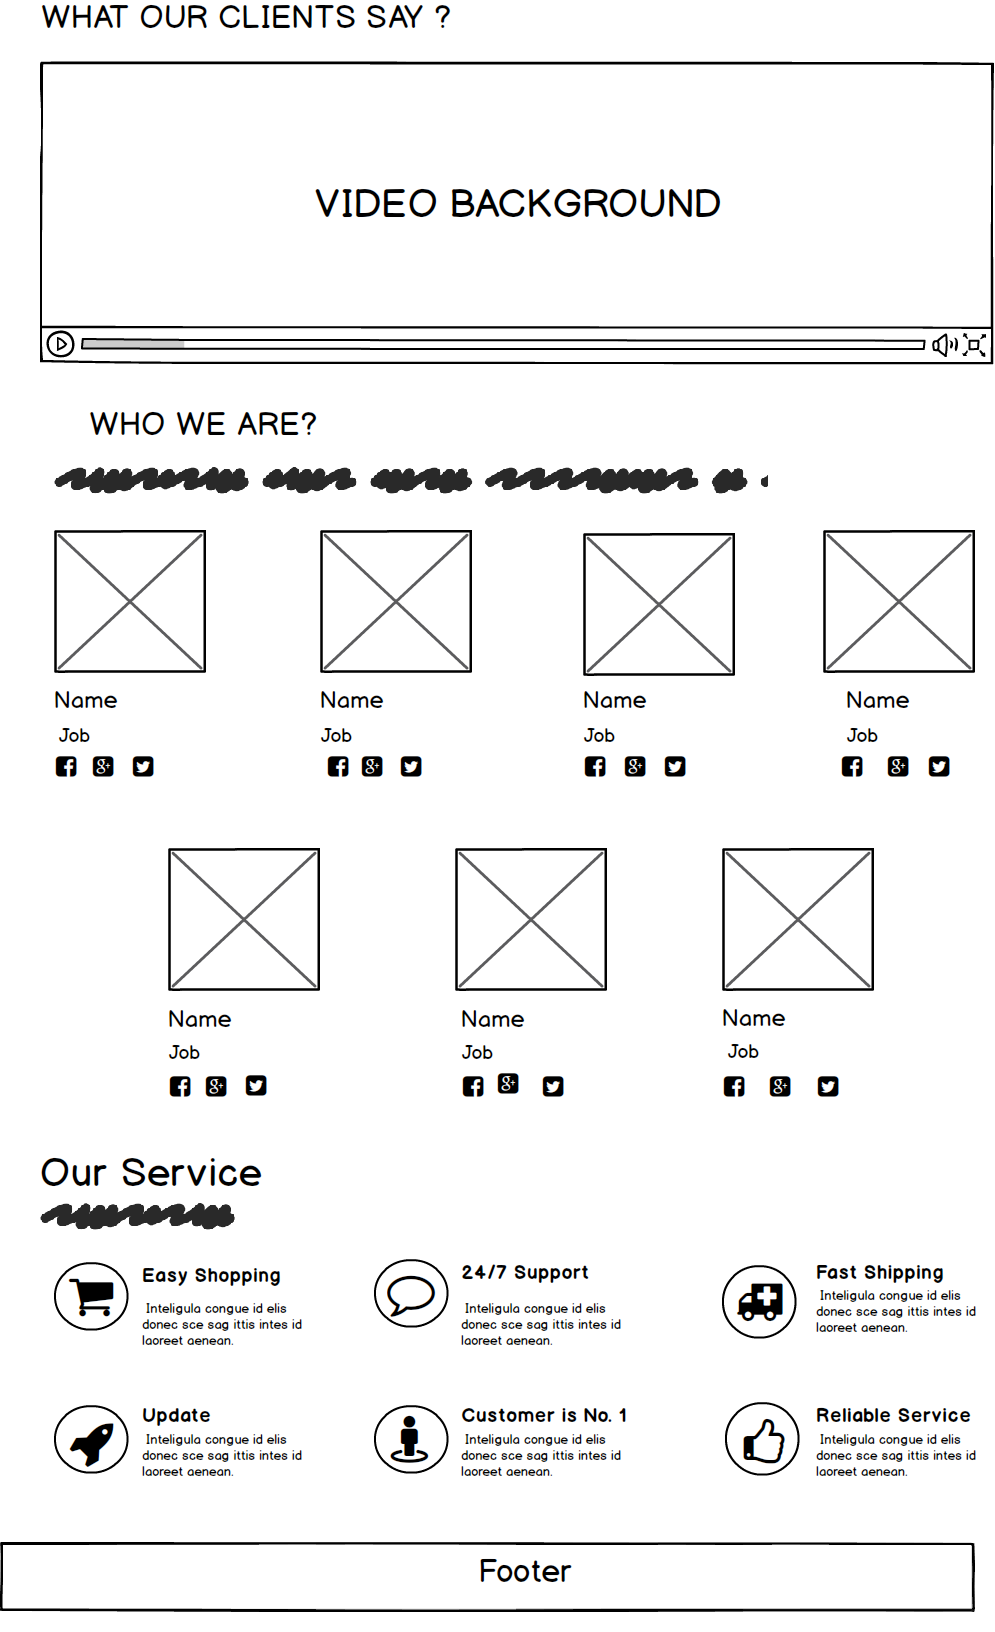 WHAT OUR CLIENTS SAY ?
VIDEO BACKGROUND
WHO WE ARE?
Name
Job
Name
Job
Name
Job
Name
Job
Name
Job
Name
Job
Name
Job
Our Service
Easy Shopping
Inteligula congue id elis
donec sce sag ittis intes id
laoreet aenean.
24/7 Support
Inteligula congue id elis
donec sce sag ittis intes id
laoreet aenean.
Fast Shipping
Inteligula congue id elis
donec sce sag ittis intes id
laoreet aenean.
Update
Inteligula congue id elis
donec sce sag ittis intes id
laoreet aenean.
Customer is No. 1
Inteligula congue id elis
donec sce sag ittis intes id
laoreet aenean.
Reliable Service
Inteligula congue id elis
donec sce sag ittis intes id
laoreet aenean.
Footer